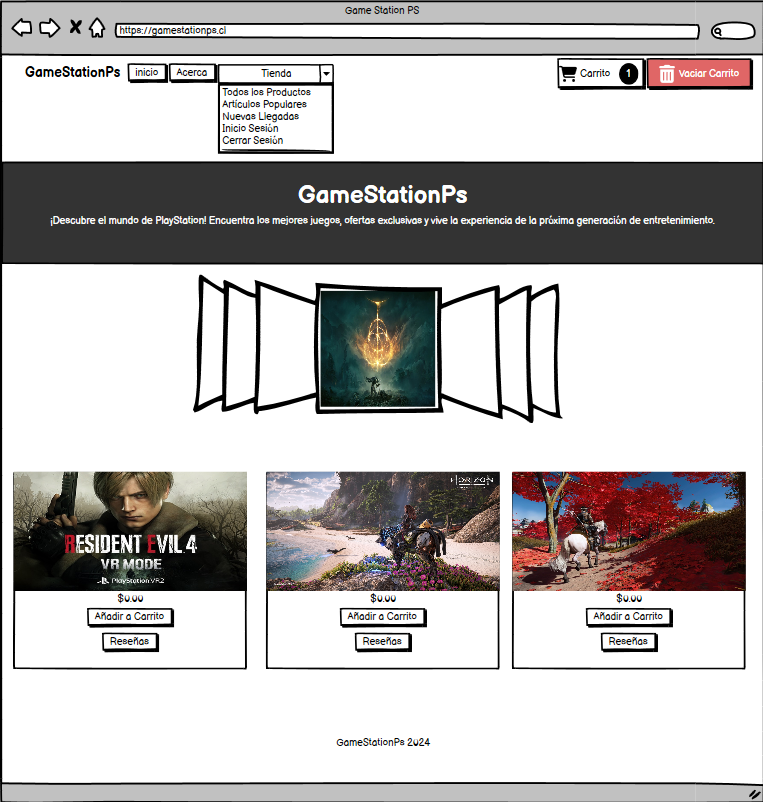 Game Station PS
https://gamestationps.cl
GameStationPs inicio Acerca Tienda Carrito 1 Vaciar Carrito
Todos los Productos
Artículos Populares
Nuevas Llegadas
Inicio Sesión
Cerrar Sesión
GameStationPs
¡Descubre el mundo de PlayStation! Encuentra los mejores juegos, ofertas exclusivas y vive la experiencia de la próxima generación de entretenimiento.
RESIDENT EVIL 4
VR MODE
PlayStation VR2
HORIZON
$0.00 $0.00 $0.00
Añadir a Carrito Añadir a Carrito Añadir a Carrito
Reseñas Reseñas Reseñas
GameStationPs 2024